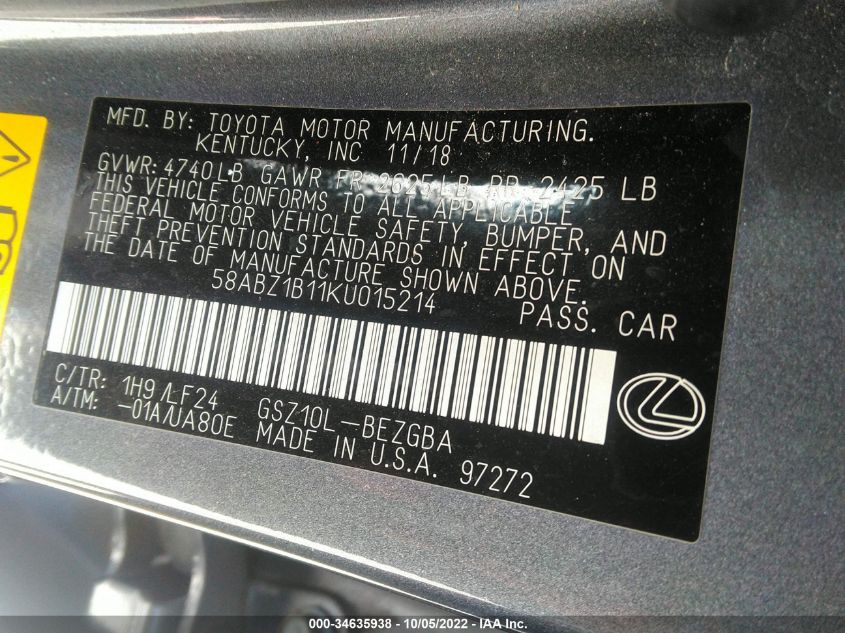 MFD. BY: TOYOTA MOTOR MANUFACTURING.
KENTUCKY, INC 11/18
GVWR: 4740LB GAWR FR 2625LB RR 2425 LB
THIS VEHICLE CONFORMS TO ALL APPLICABLE
FEDERAL MOTOR VEHICLE SAFETY, BUMPER, AND
THEFT PREVENTION STANDARDS IN EFFECT ON
THE DATE OF MANUFACTURE SHOWN ABOVE.
58ABZ1B11KU015214
PASS. CAR
C/TR: 1H9/LF24
A/TM: -01A/UA80E
GSZ10L-BEZGBA
MADE IN U.S.A. 97272
000-34635938 - 10/05/2022 - IAA Inc.